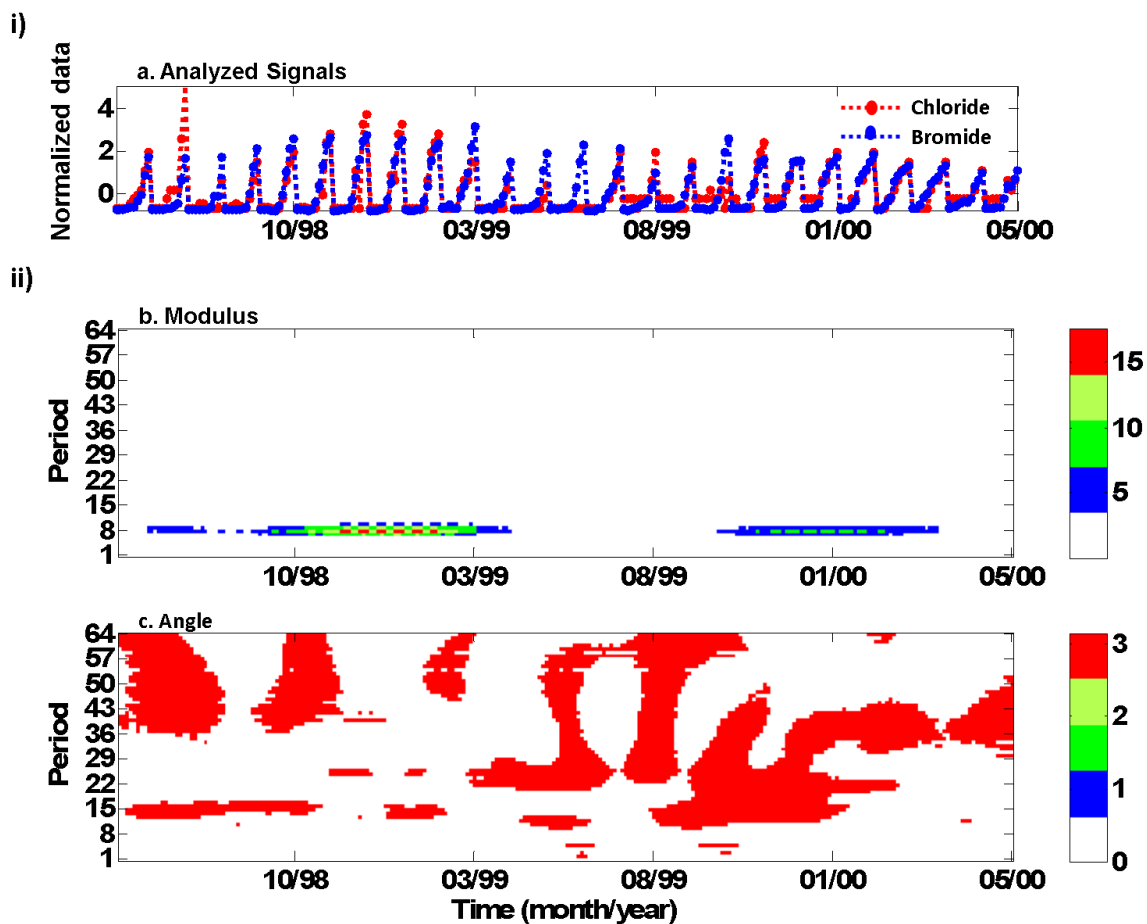 i)
a. Analyzed Signals
Normalized data
4
2
0
Chloride
Bromide
10/98 03/99 08/99 01/00 05/00
ii)
b. Modulus
Period
64
57
50
43
36
29
22
15
8
1
10/98 03/99 08/99 01/00 05/00
15
10
5
c. Angle
Period
64
57
50
43
36
29
22
15
8
1
10/98 03/99 08/99 01/00 05/00
Time (month/year)
3
2
1
0